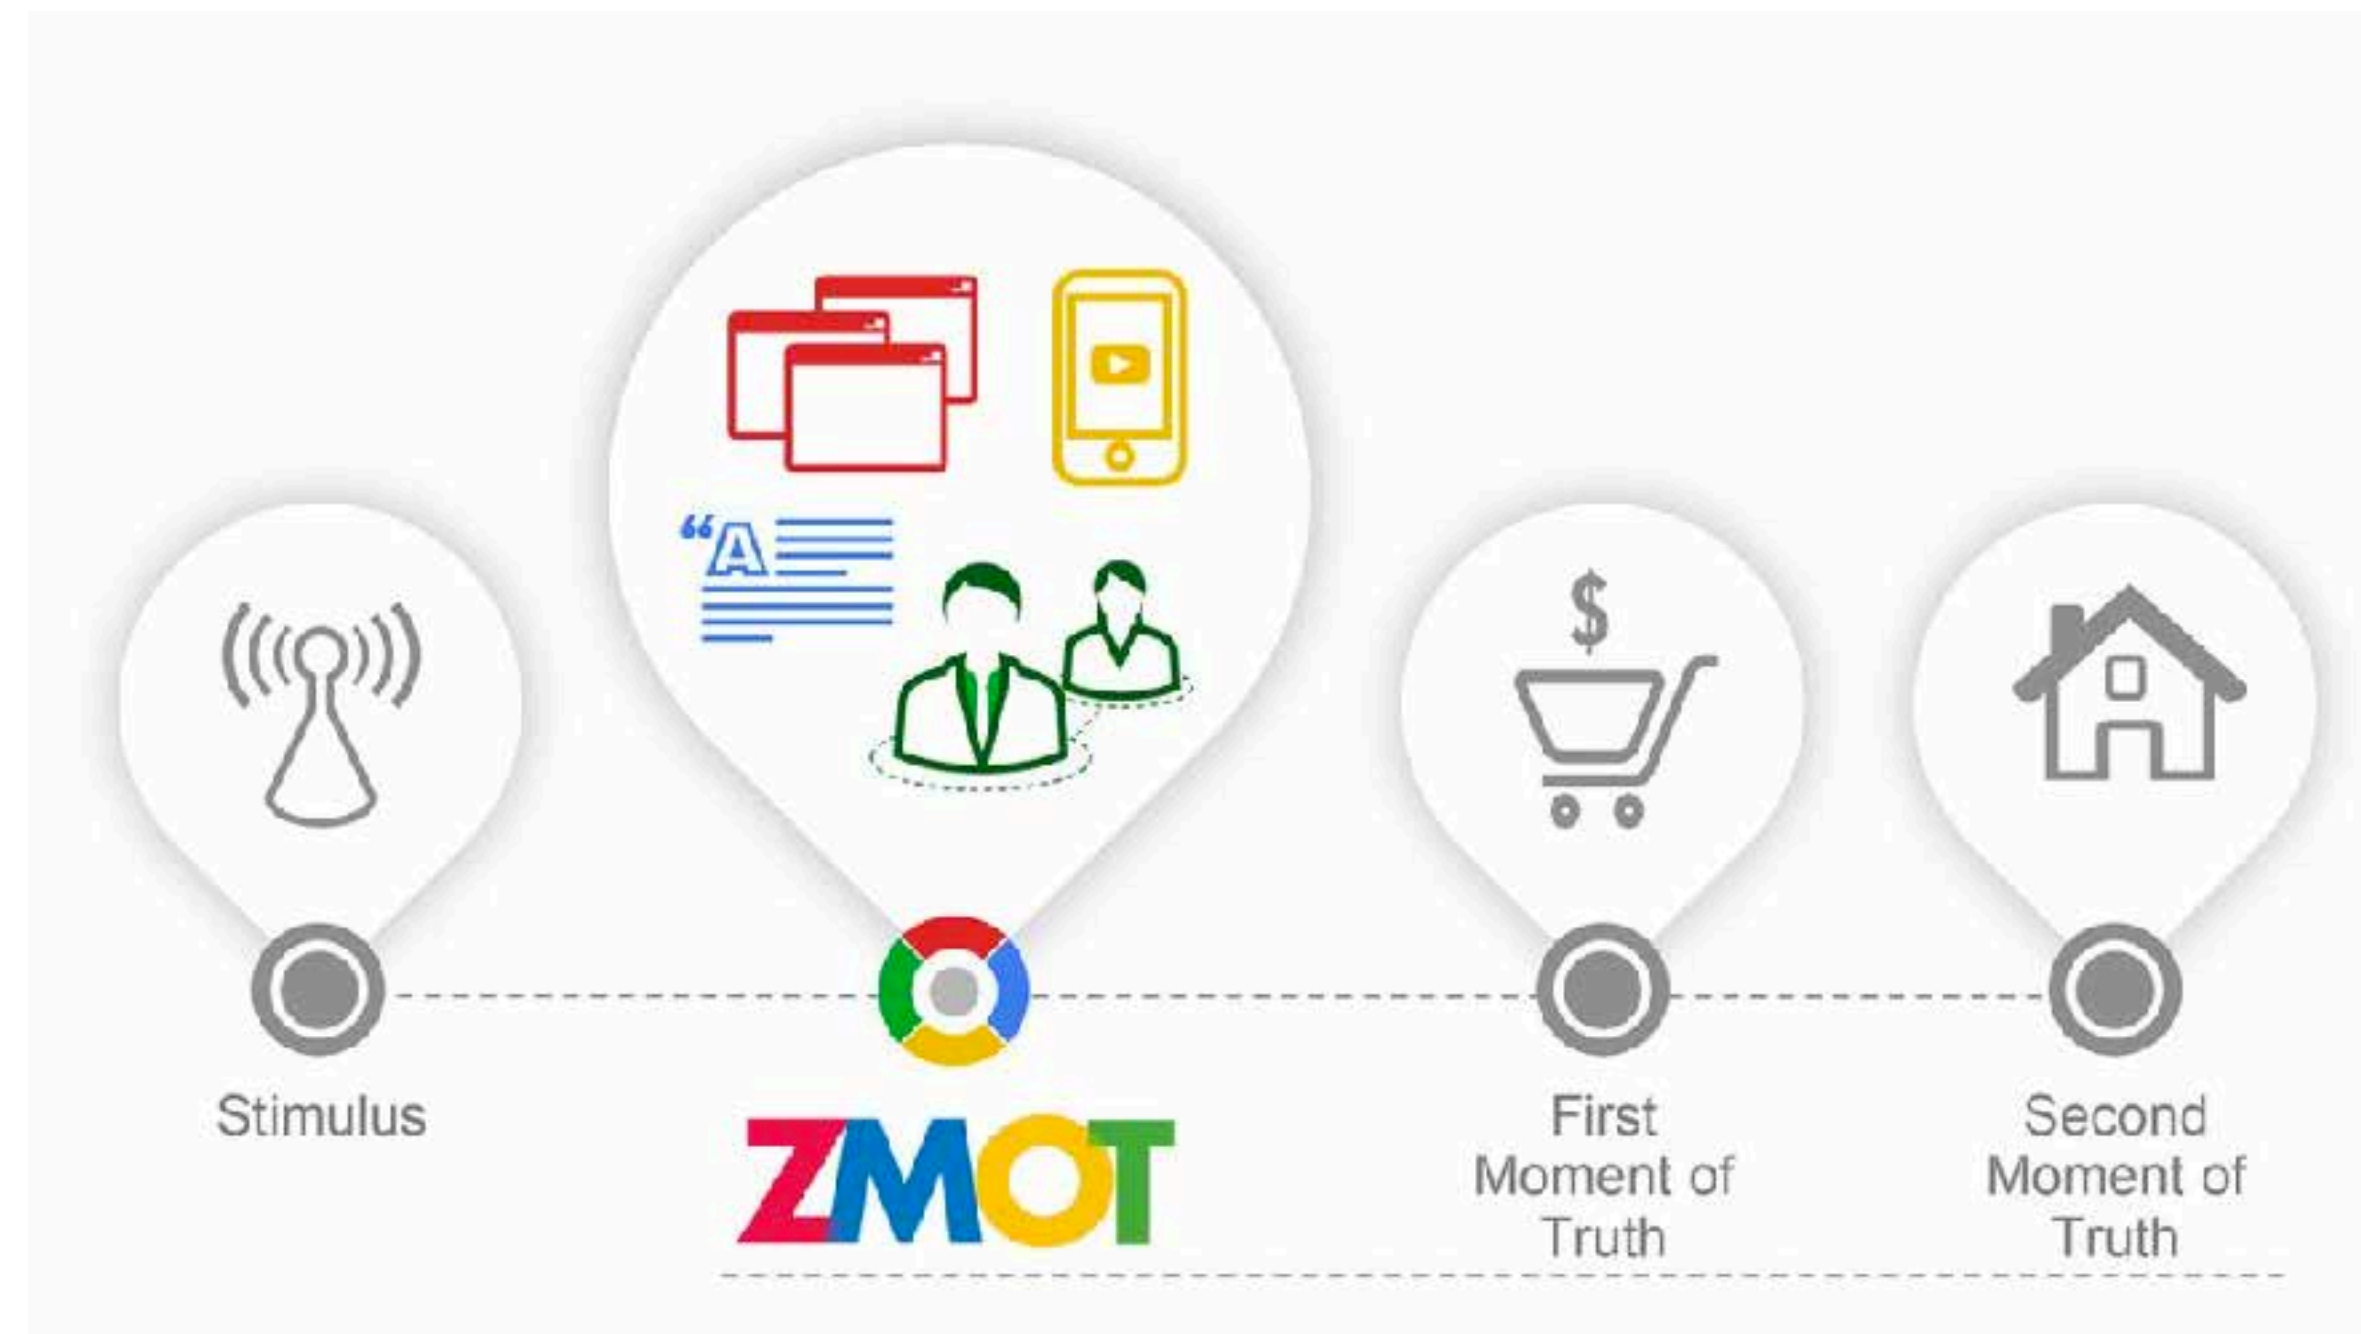 “A
$
Stimulus
ZMOT
First
Moment of
Truth
Second
Moment of
Truth